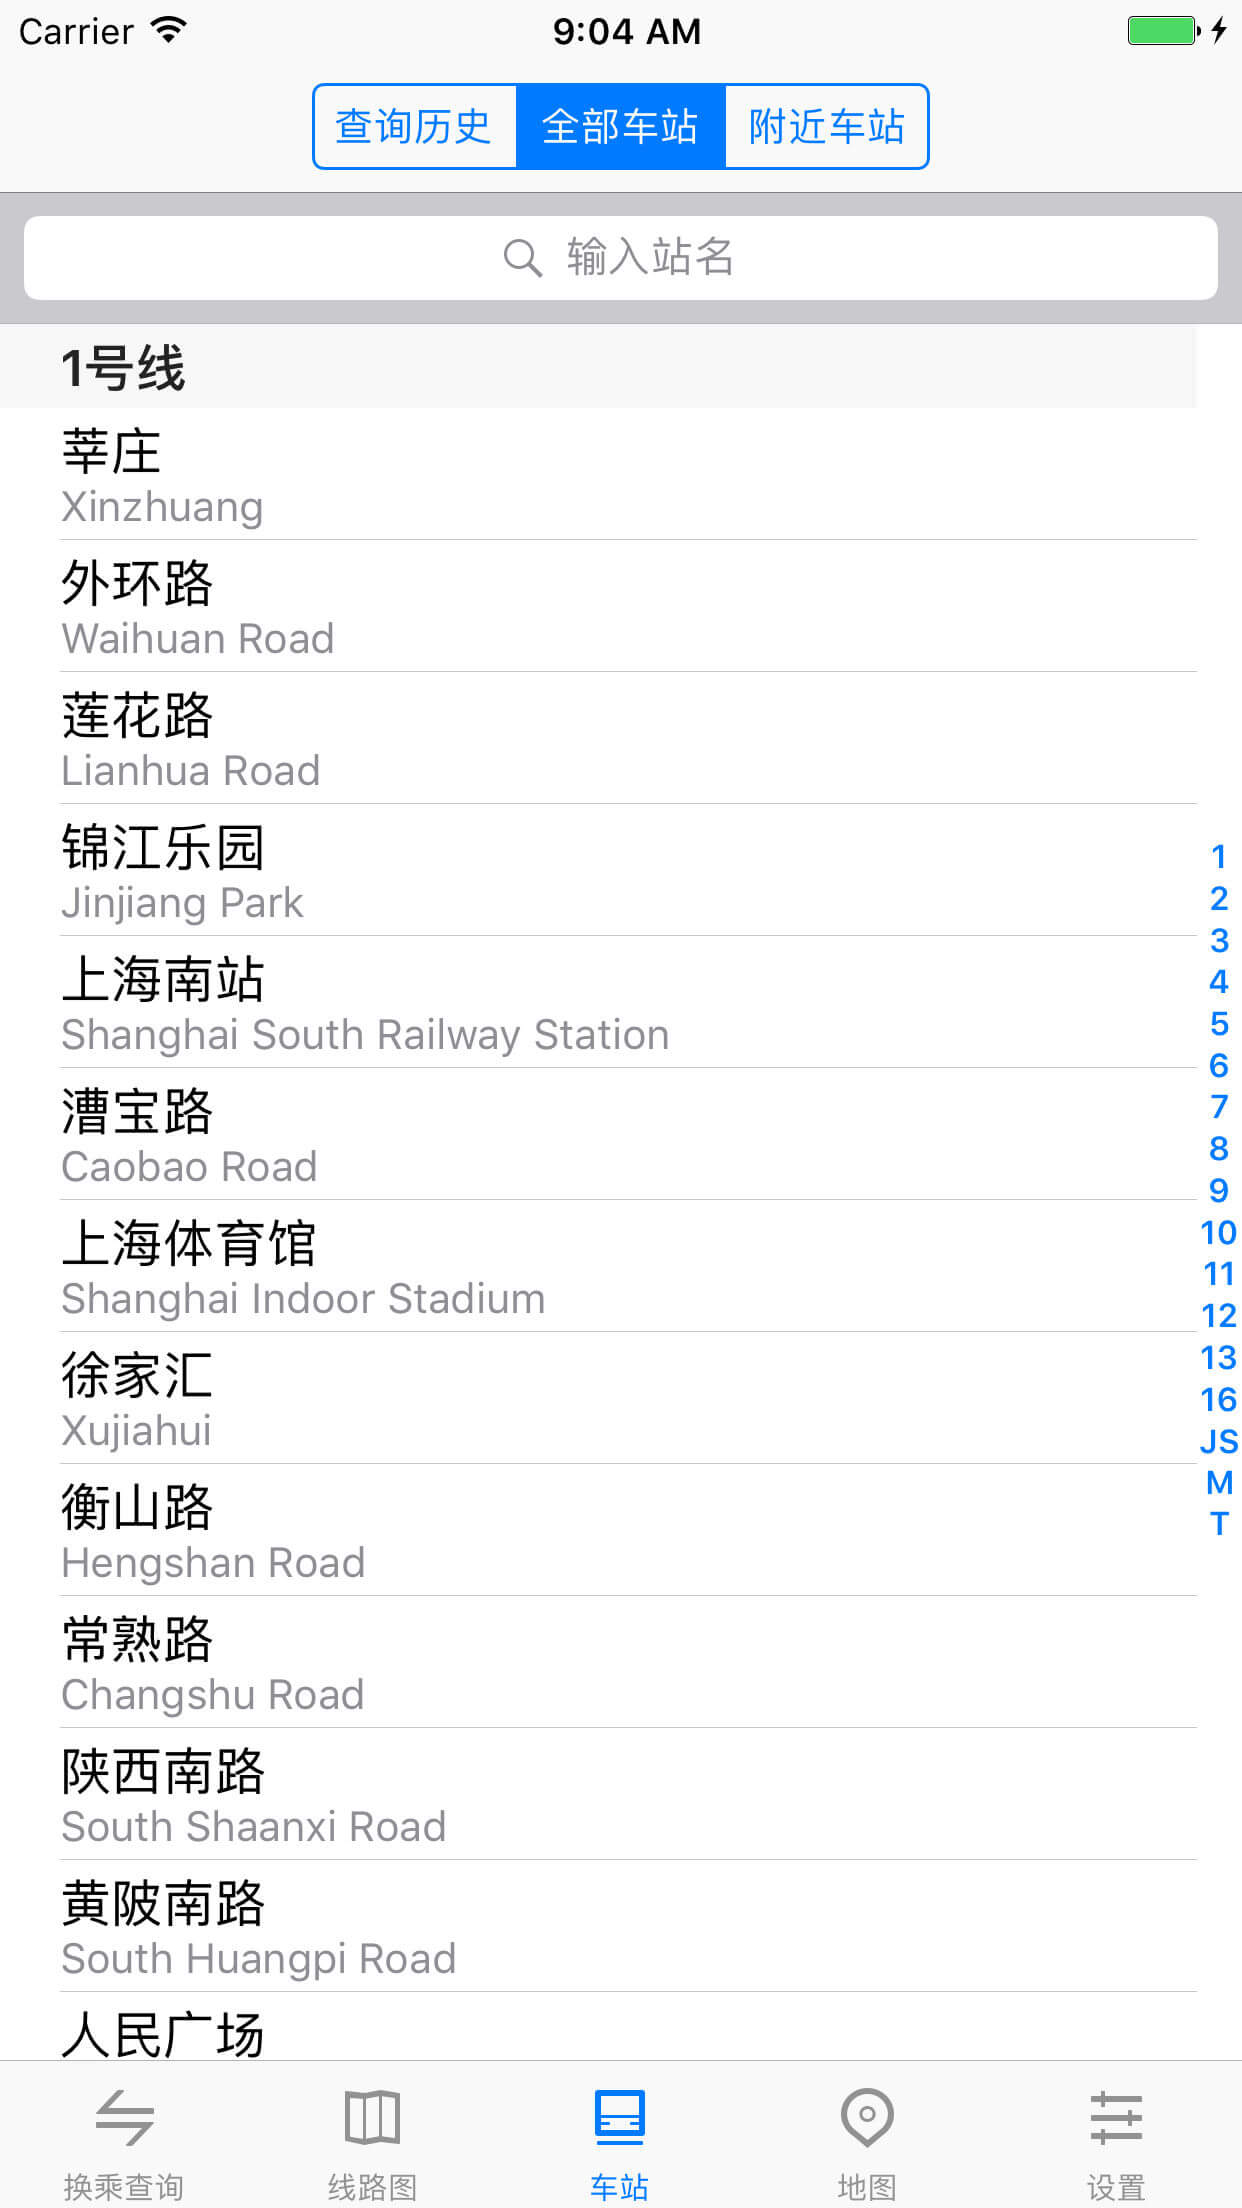 Carrier 9:04 AM
查询历史 全部车站 附近车站
输入站名
1号线
莘庄
Xinzhuang
外环路
Waihuan Road
莲花路
Lianhua Road
锦江乐园
Jinjiang Park
上海南站
Shanghai South Railway Station
漕宝路
Caobao Road
上海体育馆
Shanghai Indoor Stadium
徐家汇
Xujiahui
衡山路
Hengshan Road
常熟路
Changshu Road
陕西南路
South Shaanxi Road
黄陂南路
South Huangpi Road
人民广场
1
2
3
4
5
6
7
8
9
10
11
12
13
16
JS
M
T
换乘查询 线路图 车站 地图 设置